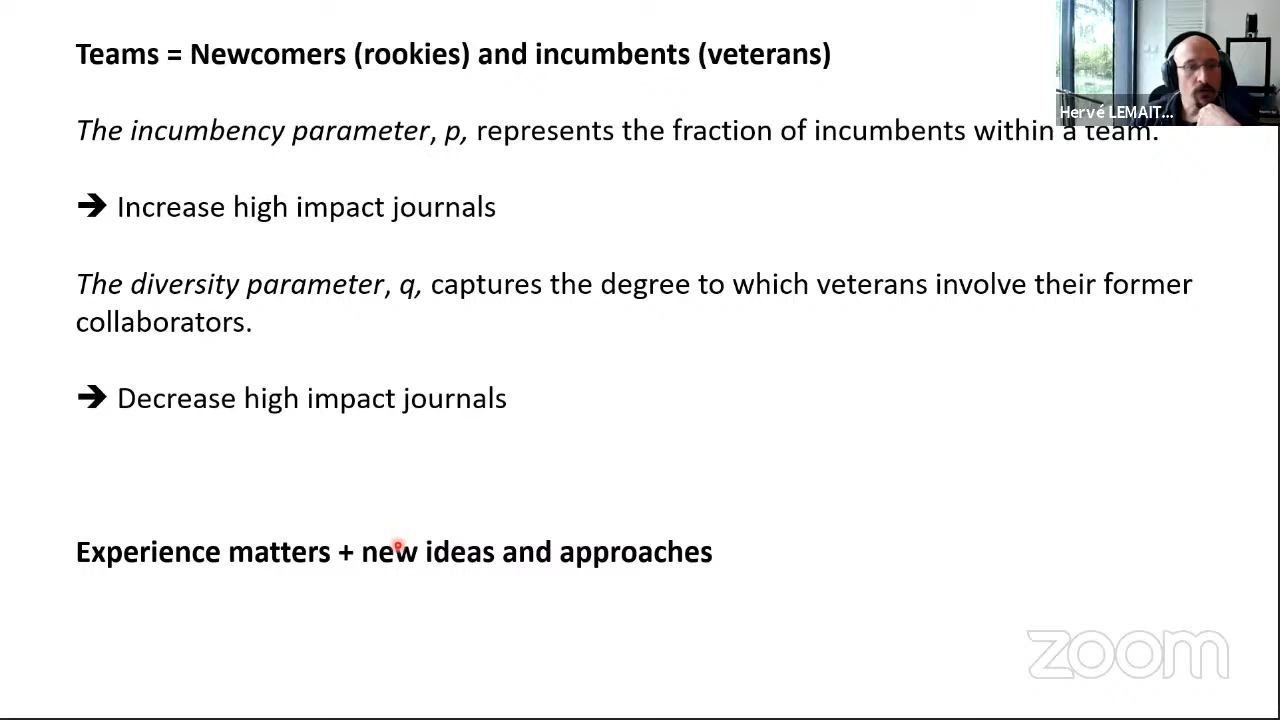 Teams = Newcomers (rookies) and incumbents (veterans)
Hervé LEMAIT...
The incumbency parameter, p, represents the fraction of incumbents within a team.
➔ Increase high impact journals
The diversity parameter, q, captures the degree to which veterans involve their former
collaborators.
➔ Decrease high impact journals
Experience matters + new ideas and approaches
zoom